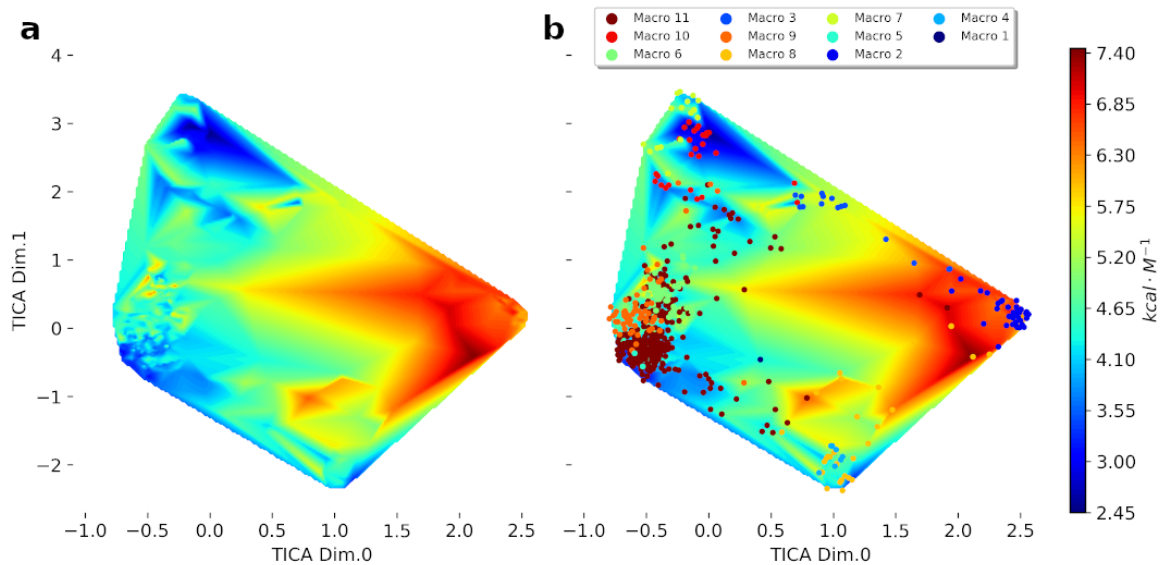 a
b
Macro 11 Macro 3 Macro 7 Macro 4
Macro 10 Macro 9 Macro 5 Macro 1
Macro 6 Macro 8 Macro 2
4
3
2
1
0
−1
−2
TICA Dim.1
−1.0 −0.5 0.0 0.5 1.0 1.5 2.0 2.5
TICA Dim.0
−1.0 −0.5 0.0 0.5 1.0 1.5 2.0 2.5
TICA Dim.0
7.40
6.85
6.30
5.75
5.20
4.65
4.10
3.55
3.00
2.45
kcal · M⁻¹